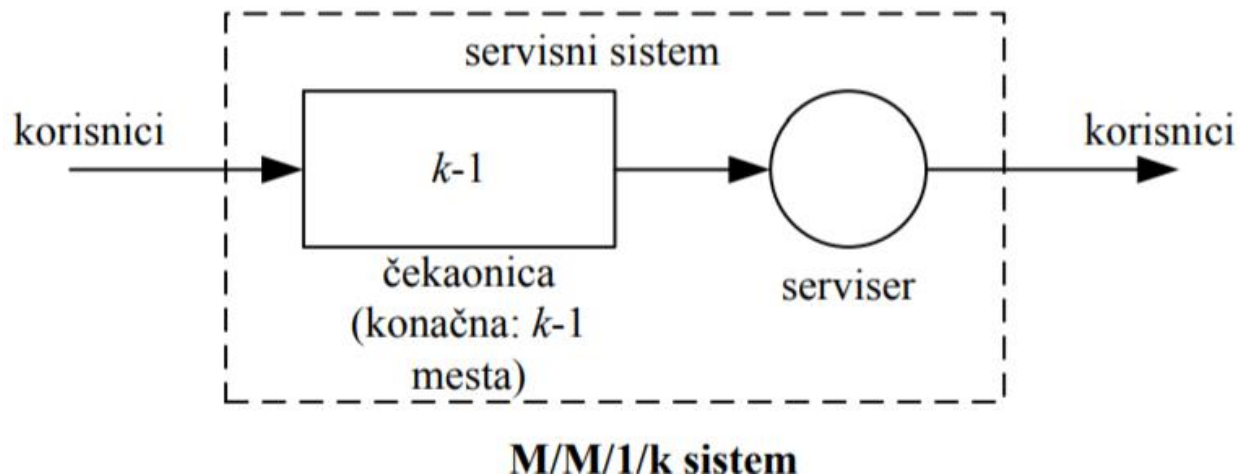 servisni sistem
korisnici
k-1
korisnici
čekaonica
(konačna: k-1
mesta)
serviser
M/M/1/k sistem